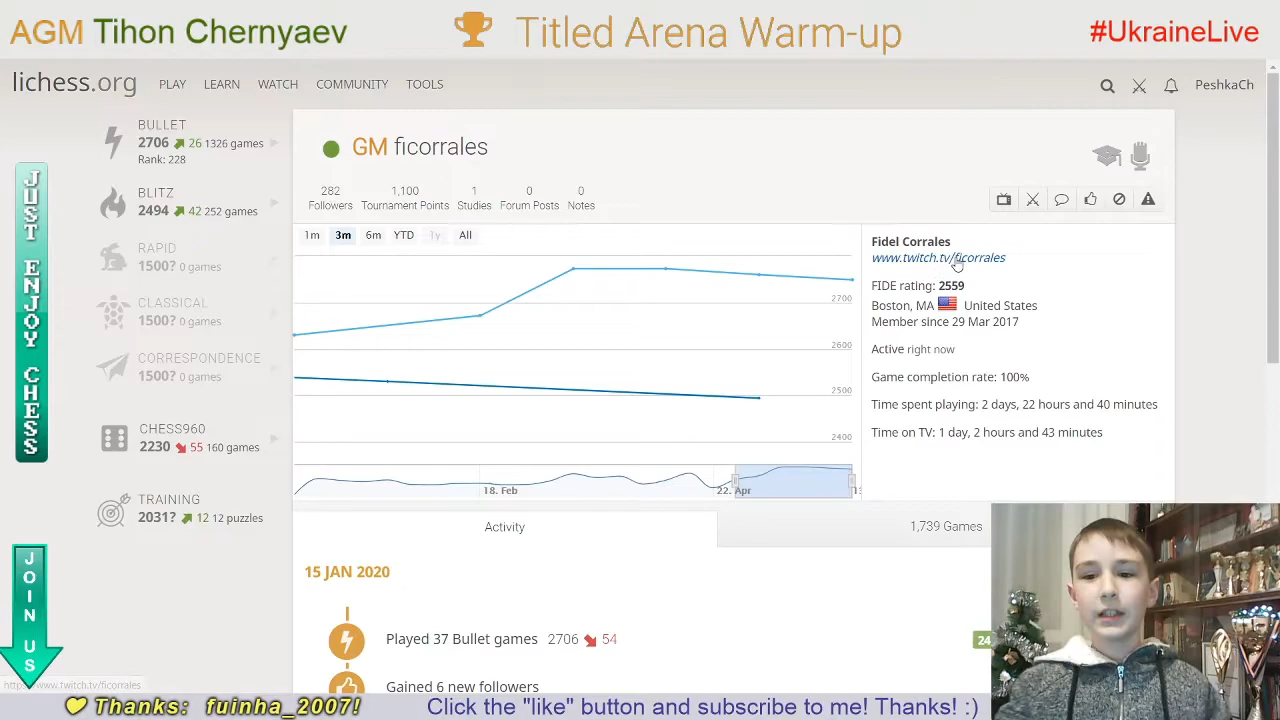 AGM Tihon Chernyaev
Titled Arena Warm-up
#UkraineLive
lichess.org
PLAY LEARN WATCH COMMUNITY TOOLS
PeshkaCh
BULLET
2706 26 1326 games
Rank: 228
BLITZ
2494 42 252 games
RAPID
1500? 0 games
CLASSICAL
1500? 0 games
CORRESPONDENCE
1500? 0 games
CHESS960
2230 55 160 games
TRAINING
2031? 12 12 puzzles
JUST ENJOY CHESS
JOIN US
GM ficorrales
282 1,100 1 0 0
Followers Tournament Points Studies Forum Posts Notes
1m 3m 6m YTD 1y All
2700
2600
2500
2400
18. Feb 22. Apr
Fidel Corrales
www.twitch.tv/ficorrales
FIDE rating: 2559
Boston, MA United States
Member since 29 Mar 2017
Active right now
Game completion rate: 100%
Time spent playing: 2 days, 22 hours and 40 minutes
Time on TV: 1 day, 2 hours and 43 minutes
Activity 1,739 Games
15 JAN 2020
Played 37 Bullet games 2706 54
24
Gained 6 new followers
Thanks: fuinha_2007!
Click the "like" button and subscribe to me! Thanks! :)